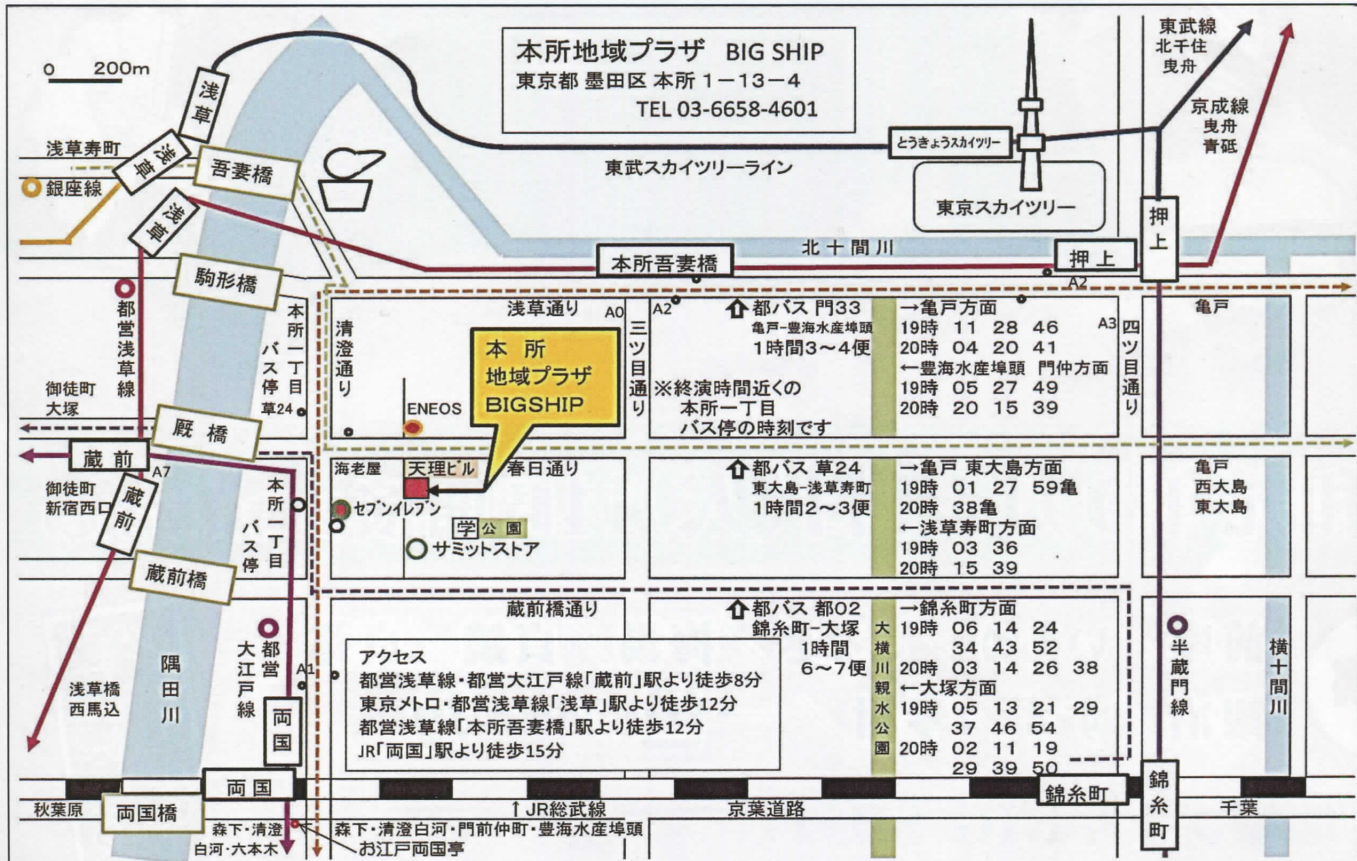 本所地域プラザ BIG SHIP
東京都 墨田区 本所 1－13－4
TEL 03-6658-4601
0 200m
浅草
浅草寿町
浅草
吾妻橋
銀座線
浅草
東武スカイツリーライン
とうきょうスカイツリー
東京スカイツリー
東武線
北千住
曳舟
京成線
曳舟
青砥
押上
北十間川
本所吾妻橋
押上
A2
駒形橋
都営浅草線
本所一丁目
バス停
草24
清澄通り
浅草通り
A0
三ツ目通り
A2
A3
四ツ目通り
亀戸
本所
地域プラザ
BIGSHIP
ENEOS
御徒町
大塚
厩橋
⇧都バス 門33
亀戸－豊海水産埠頭
1時間3～4便
※終演時間近くの
本所一丁目
バス停の時刻です
→亀戸方面
19時 11 28 46
20時 04 20 41
←豊海水産埠頭 門仲方面
19時 05 27 49
20時 20 15 39
蔵前
A7
御徒町
新宿西口
蔵前
本所一丁目
バス停
海老屋
天理ビル
春日通り
セブンイレブン
学 公園
サミットストア
⇧都バス 草24
東大島－浅草寿町
1時間2～3便
→亀戸 東大島方面
19時 01 27 59亀
20時 38亀
←浅草寿町方面
19時 03 36
20時 15 39
亀戸
西大島
東大島
蔵前橋
蔵前橋通り
⇧都バス 都02
錦糸町－大塚
1時間
6～7便
大横川親水公園
→錦糸町方面
19時 06 14 24
34 43 52
20時 03 14 26 38
←大塚方面
19時 05 13 21 29
37 46 54
20時 02 11 19
29 39 50
半蔵門線
横十間川
隅田川
都営
大江戸線
A1
浅草橋
西馬込
両国
アクセス
都営浅草線・都営大江戸線「蔵前」駅より徒歩8分
東京メトロ・都営浅草線「浅草」駅より徒歩12分
都営浅草線「本所吾妻橋」駅より徒歩12分
JR「両国」駅より徒歩15分
両国
錦糸町
錦糸町
秋葉原
両国橋
↑JR総武線
京葉道路
千葉
森下・清澄
白河・六本木
森下・清澄白河・門前仲町・豊海水産埠頭
お江戸両国亭